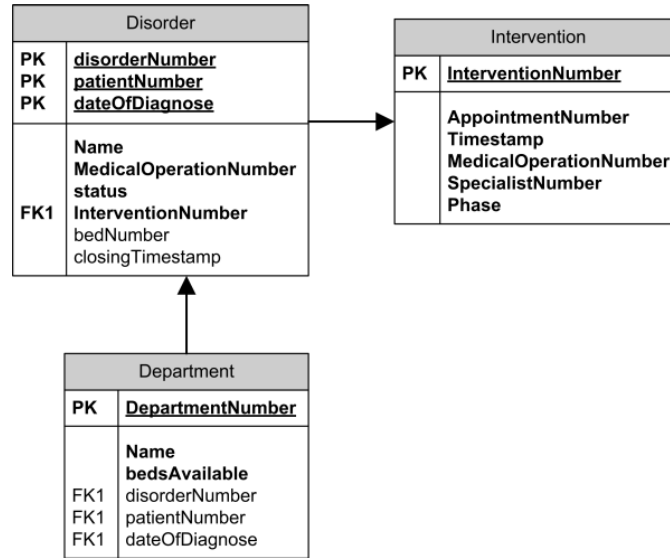 Disorder
PK disorderNumber
PK patientNumber
PK dateOfDiagnose
Name
MedicalOperationNumber
status
FK1 InterventionNumber
bedNumber
closingTimestamp
Intervention
PK InterventionNumber
AppointmentNumber
Timestamp
MedicalOperationNumber
SpecialistNumber
Phase
Department
PK DepartmentNumber
Name
bedsAvailable
FK1 disorderNumber
FK1 patientNumber
FK1 dateOfDiagnose